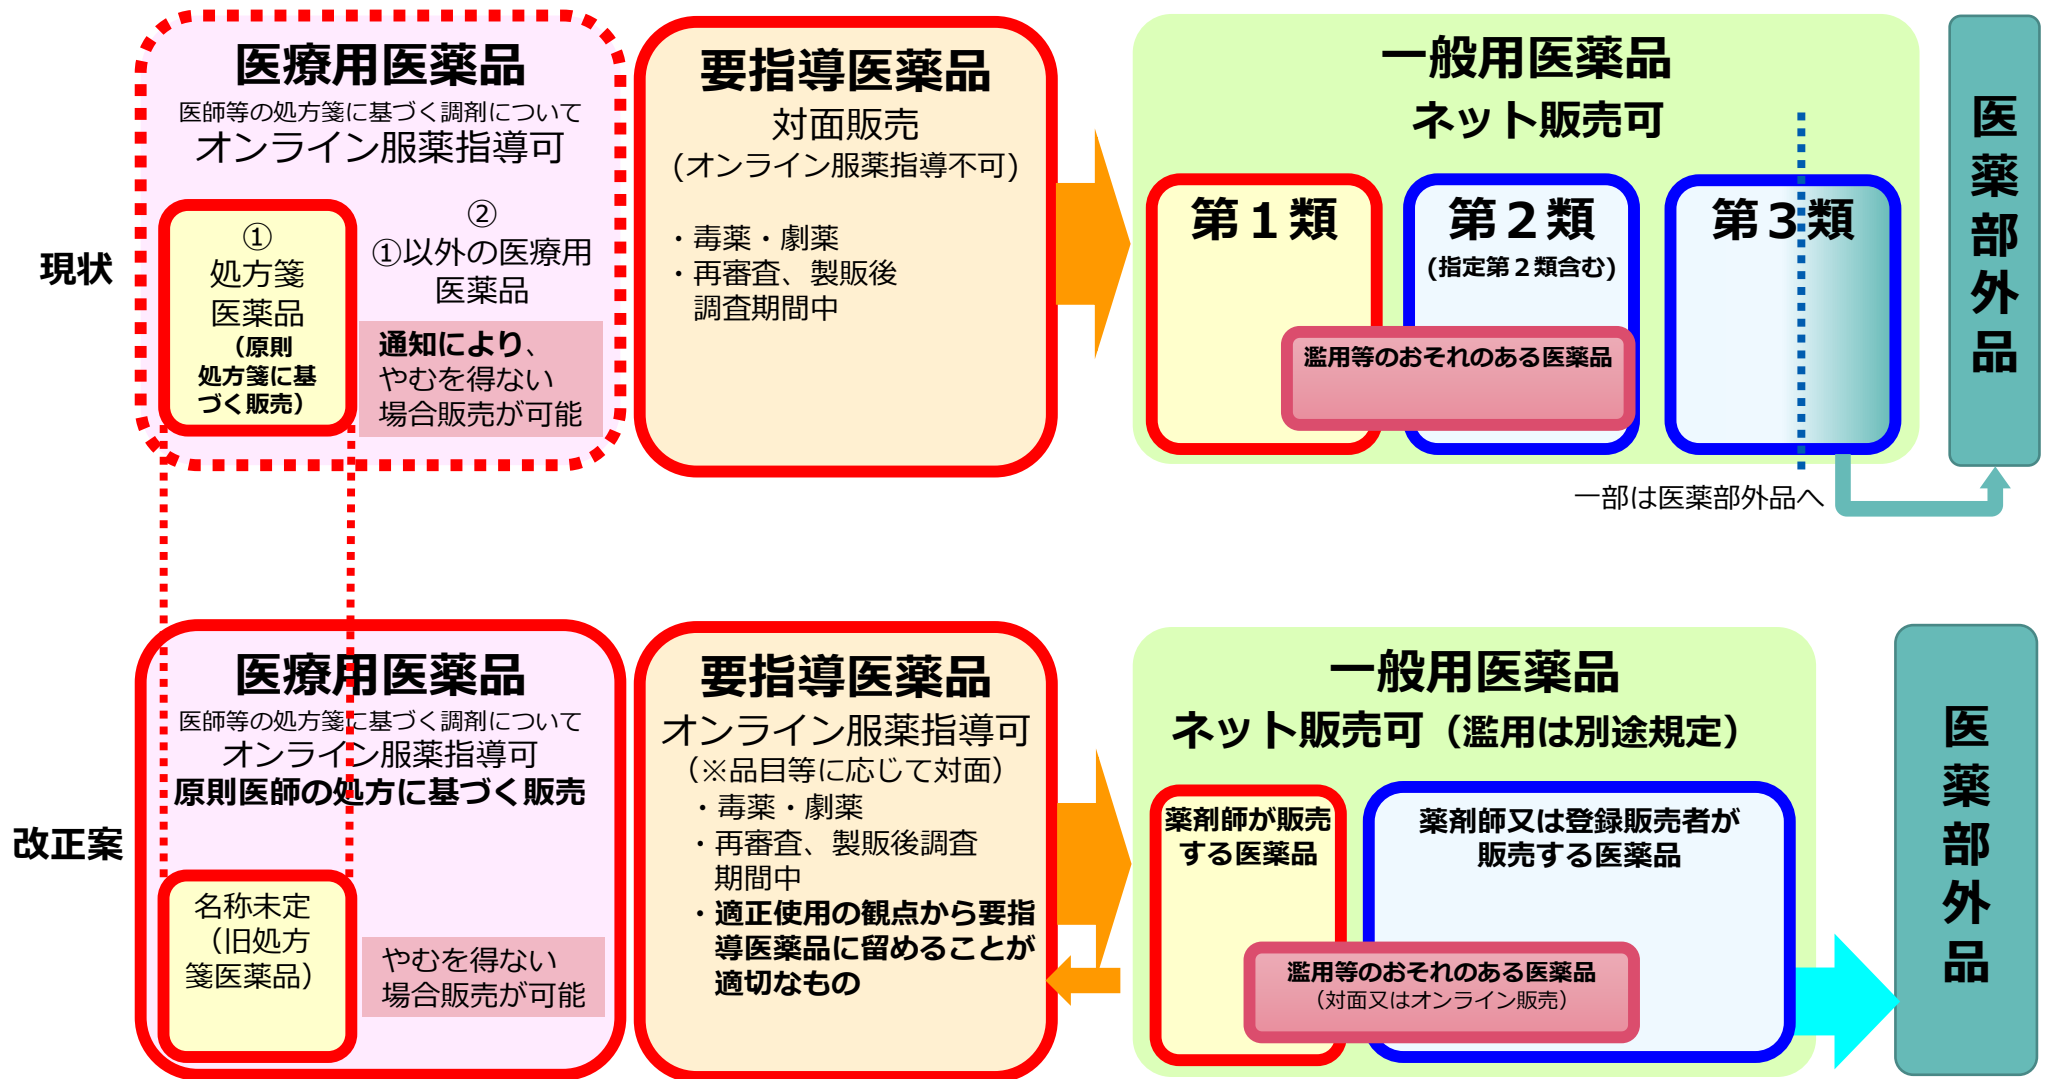 現状
医療用医薬品
医師等の処方箋に基づく調剤について
オンライン服薬指導可
①
処方箋
医薬品
（原則
処方箋に基
づく販売）
②
①以外の医療用
医薬品
通知により、
やむを得ない
場合販売が可能
要指導医薬品
対面販売
(オンライン服薬指導不可)
・毒薬・劇薬
・再審査、製販後
調査期間中
一般用医薬品
ネット販売可
第１類
第２類
(指定第２類含む)
第３類
濫用等のおそれのある医薬品
一部は医薬部外品へ
医薬部外品
改正案
医療用医薬品
医師等の処方箋に基づく調剤について
オンライン服薬指導可
原則医師の処方に基づく販売
名称未定
（旧処方
箋医薬品）
やむを得ない
場合販売が可能
要指導医薬品
オンライン服薬指導可
（※品目等に応じて対面）
・毒薬・劇薬
・再審査、製販後調査
期間中
・適正使用の観点から要指
導医薬品に留めることが
適切なもの
一般用医薬品
ネット販売可（濫用は別途規定）
薬剤師が販売
する医薬品
薬剤師又は登録販売者が
販売する医薬品
濫用等のおそれのある医薬品
（対面又はオンライン販売）
医薬部外品